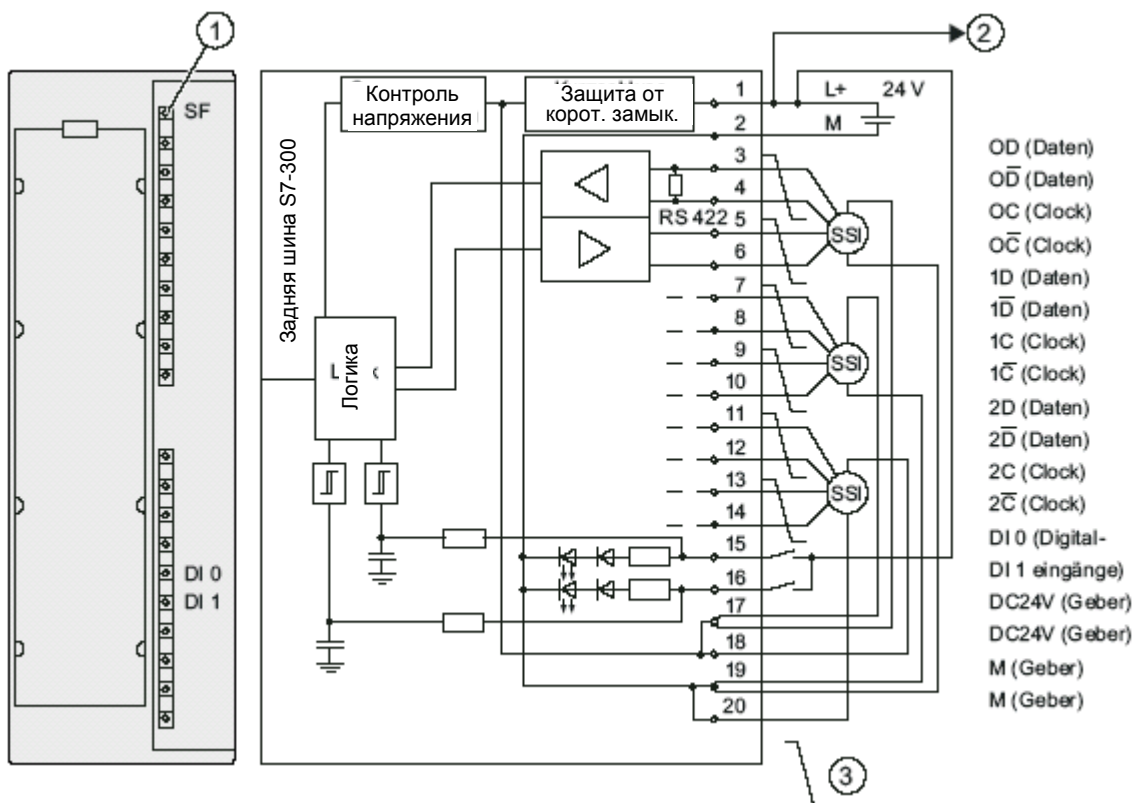 1
SF
DI 0
DI 1
Задняя шина S7-300
Контроль
напряжения
Защита от
корот. замык.
Логика
RS 422
1
2
3
4
5
6
7
8
9
10
11
12
13
14
15
16
17
18
19
20
2
L+
24 V
M
SSI
SSI
SSI
3
OD (Daten)
OD̅ (Daten)
OC (Clock)
OC̅ (Clock)
1D (Daten)
1D̅ (Daten)
1C (Clock)
1C̅ (Clock)
2D (Daten)
2D̅ (Daten)
2C (Clock)
2C̅ (Clock)
DI 0 (Digital-
DI 1 eingänge)
DC24V (Geber)
DC24V (Geber)
M (Geber)
M (Geber)